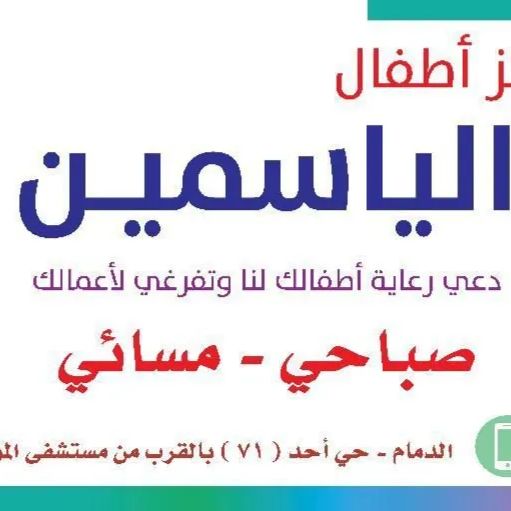 أطفال
الياسمين
دعي رعاية أطفالك لنا وتفرغي لأعمالك
صباحي - مسائي
الدمام - حي أحد ( ٧١ ) بالقرب من مستشفى